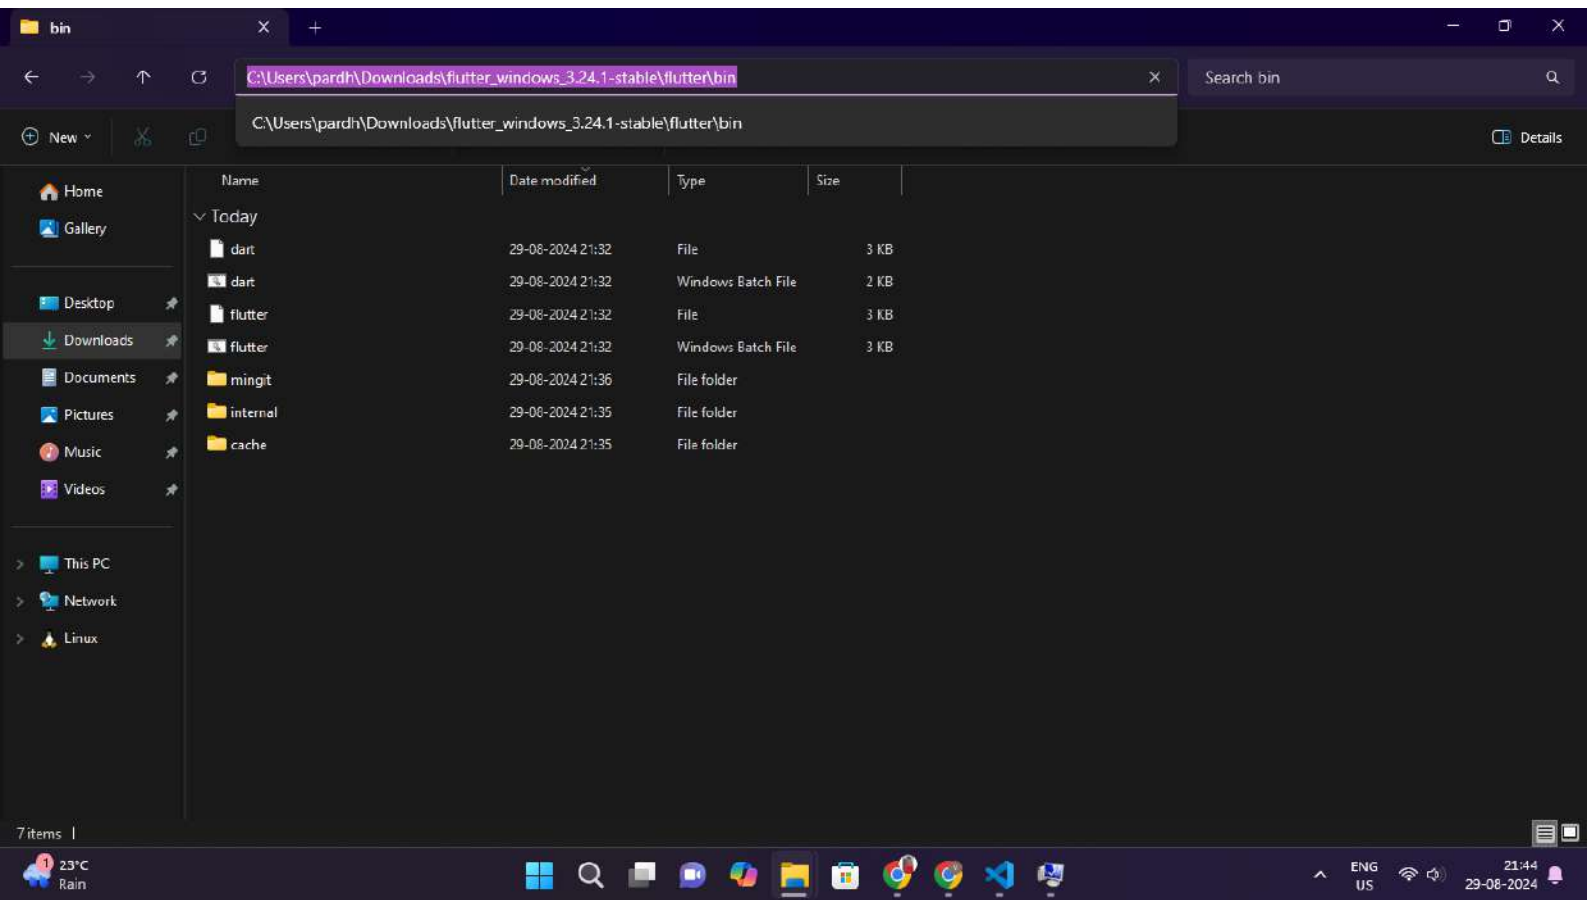 bin
C:\Users\pardh\Downloads\flutter_windows_3.24.1-stable\flutter\bin
Search bin
C:\Users\pardh\Downloads\flutter_windows_3.24.1-stable\flutter\bin
New
Details
Home
Gallery
Desktop
Downloads
Documents
Pictures
Music
Videos
This PC
Network
Linux
Name Date modified Type Size
Today
dart 29-08-2024 21:32 File 3 KB
dart 29-08-2024 21:32 Windows Batch File 2 KB
flutter 29-08-2024 21:32 File 3 KB
flutter 29-08-2024 21:32 Windows Batch File 3 KB
mingit 29-08-2024 21:36 File folder
internal 29-08-2024 21:35 File folder
cache 29-08-2024 21:35 File folder
7 items
1
23°C
Rain
ENG
US
21:44
29-08-2024